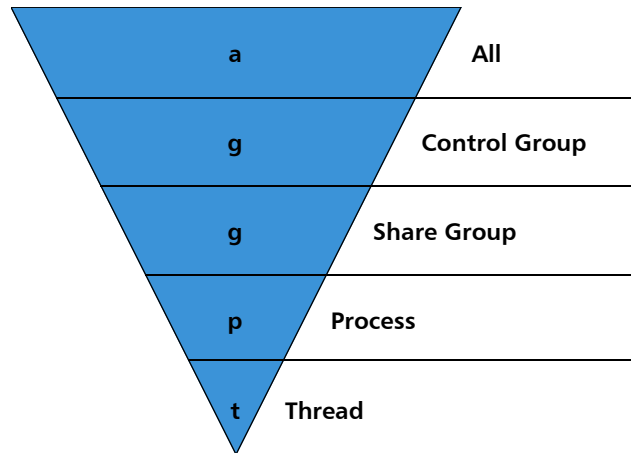 a All
g Control Group
g Share Group
p Process
t Thread